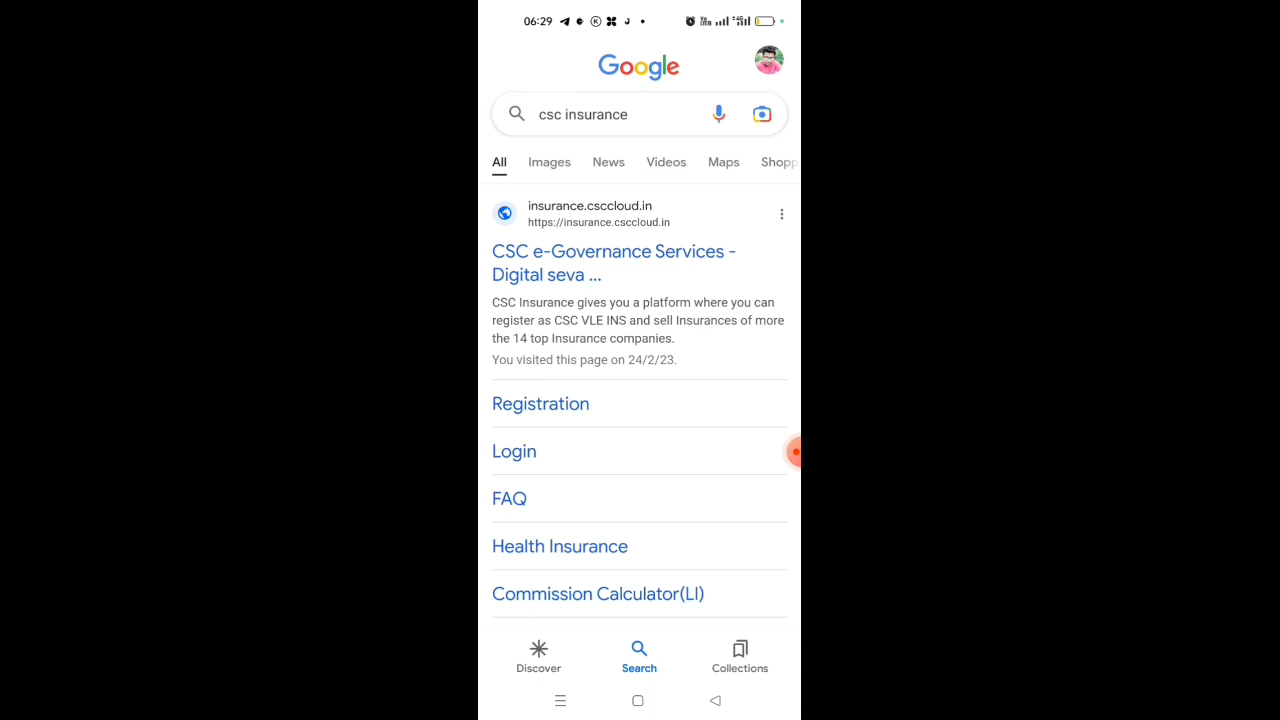 06:29
Google
csc insurance
All Images News Videos Maps Shopp
insurance.csccloud.in
https://insurance.csccloud.in
CSC e-Governance Services -
Digital seva ...
CSC Insurance gives you a platform where you can
register as CSC VLE INS and sell Insurances of more
the 14 top Insurance companies.
You visited this page on 24/2/23.
Registration
Login
FAQ
Health Insurance
Commission Calculator(LI)
Discover Search Collections